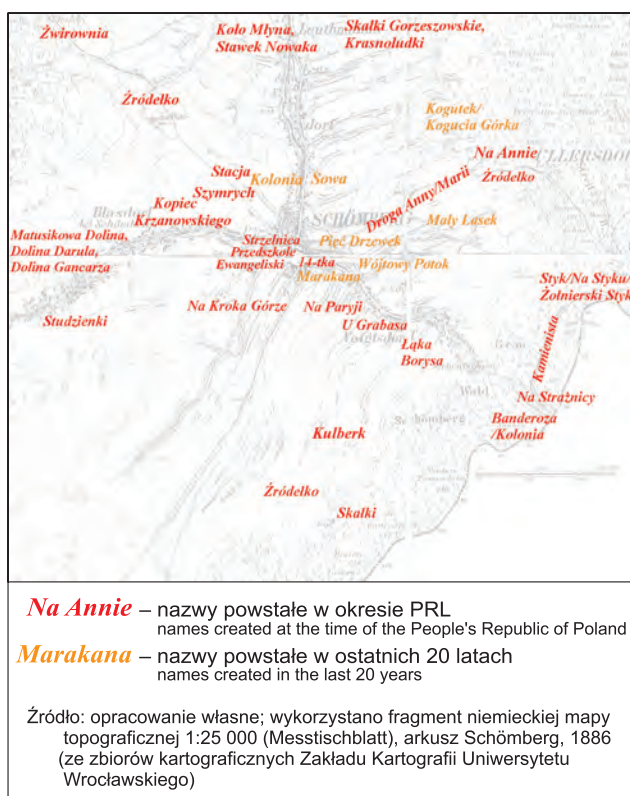 Żwirownia
Koło Młyna,
Stawek Nowaka
Skałki Gorzeszowskie,
Krasnoludki
Źródełko
Kogutek/
Kogucia Górka
Na Annie
ULLERSDO
Źródełko
Stacja
Szymrych
Kolonia
Sowa
Droga Anny/Marii
Kopiec
Krzanowskiego
SCHÖMB
Mały Lasek
Matusikowa Dolina,
Dolina Darula,
Dolina Gancarza
Strzelnica
Przedszkole
Ewangeliski
Pięć Drzewek
14-tka
Marakana
Wójtowy Potok
Styk/Na Styku/
Żołnierski Styk
Studzienki
Na Kroka Górze
Na Paryji
U Grabasa
Łąka
Borysa
Kamienista
Na Strażnicy
Banderoza
/Kolonia
Kulberk
Źródełko
Skałki
Na Annie – nazwy powstałe w okresie PRL
names created at the time of the People's Republic of Poland
Marakana – nazwy powstałe w ostatnich 20 latach
names created in the last 20 years
Źródło: opracowanie własne; wykorzystano fragment niemieckiej mapy
topograficznej 1:25 000 (Messtischblatt), arkusz Schömberg, 1886
(ze zbiorów kartograficznych Zakładu Kartografii Uniwersytetu
Wrocławskiego)